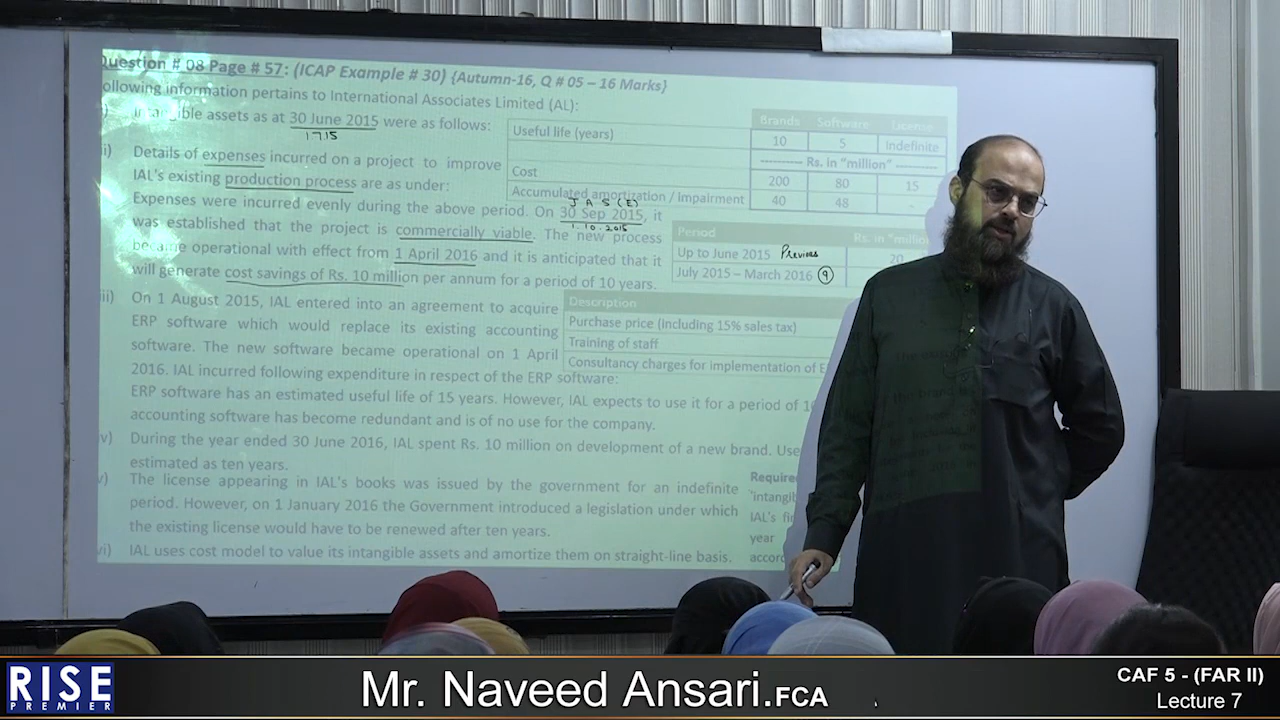 Question # 08 Page # 57: (ICAP Example # 30) {Autumn-16, Q # 05 – 16 Marks}
ollowing information pertains to International Associates Limited (AL):
Intangible assets as at 30 June 2015 were as follows:
1 7 15
Brands Software License
Useful life (years) 10 5 Indefinite
---------- Rs. in "million" ----------
Cost 200 80 15
Accumulated amortization / impairment 40 48 -
ii) Details of expenses incurred on a project to improve
IAL's existing production process are as under:
J A S (E)
Expenses were incurred evenly during the above period. On 30 Sep 2015, it
1.10.2015
was established that the project is commercially viable. The new process
became operational with effect from 1 April 2016 and it is anticipated that it
will generate cost savings of Rs. 10 million per annum for a period of 10 years.
Period Rs. in "million
Up to June 2015 Previous 20
July 2015 – March 2016 9
iii) On 1 August 2015, IAL entered into an agreement to acquire
ERP software which would replace its existing accounting
software. The new software became operational on 1 April
2016. IAL incurred following expenditure in respect of the ERP software:
Description
Purchase price (including 15% sales tax)
Training of staff
Consultancy charges for implementation of E
ERP software has an estimated useful life of 15 years. However, IAL expects to use it for a period of 1
accounting software has become redundant and is of no use for the company.
iv) During the year ended 30 June 2016, IAL spent Rs. 10 million on development of a new brand. Use
estimated as ten years.
v) The license appearing in IAL's books was issued by the government for an indefinite
period. However, on 1 January 2016 the Government introduced a legislation under which
the existing license would have to be renewed after ten years.
vi) IAL uses cost model to value its intangible assets and amortize them on straight-line basis.
Require
'intangib
IAL's fi
year
accor
RISE
PREMIER
Mr. Naveed Ansari.FCA
CAF 5 - (FAR II)
Lecture 7